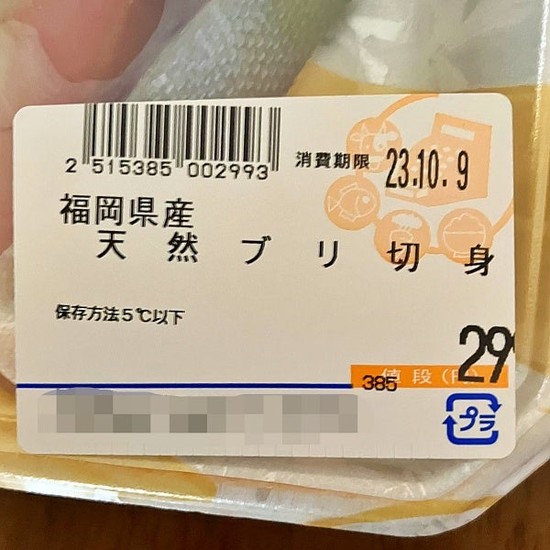 2 515385 002993
消費期限 23.10. 9
福岡県産
天然ブリ切身
保存方法5℃以下
29
値段(円)
385
プラ